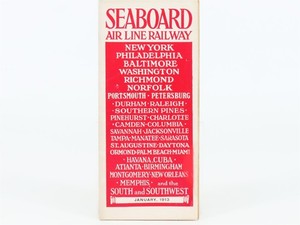 SEABOARD
AIR LINE RAILWAY
NEW YORK
PHILADELPHIA
BALTIMORE
WASHINGTON
RICHMOND
NORFOLK
PORTSMOUTH - PETERSBURG
· DURHAM · RALEIGH ·
SOUTHERN PINES ·
PINEHURST · CHARLOTTE
· CAMDEN · COLUMBIA ·
SAVANNAH · JACKSONVILLE
TAMPA · MANATEE · SARASOTA
ST. AUGUSTINE · DAYTONA
ORMOND · PALM BEACH · MIAMI
· HAVANA, CUBA ·
ATLANTA · BIRMINGHAM
MONTGOMERY · NEW ORLEANS
· MEMPHIS · and the
SOUTH and SOUTHWEST
JANUARY, 1912